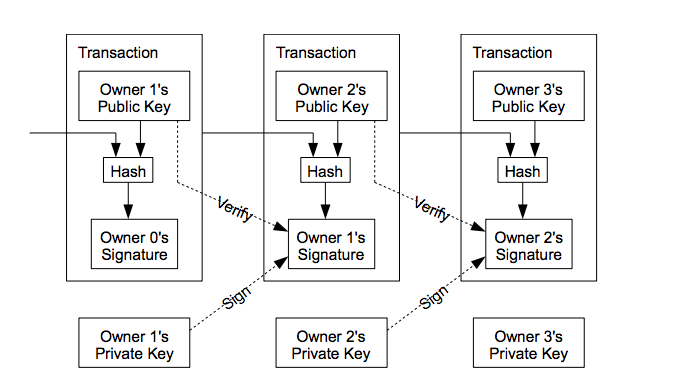 Transaction
Transaction
Transaction
Owner 1's
Public Key
Owner 2's
Public Key
Owner 3's
Public Key
Hash
Hash
Hash
Verify
Verify
Owner 0's
Signature
Owner 1's
Signature
Owner 2's
Signature
Sign
Sign
Owner 1's
Private Key
Owner 2's
Private Key
Owner 3's
Private Key